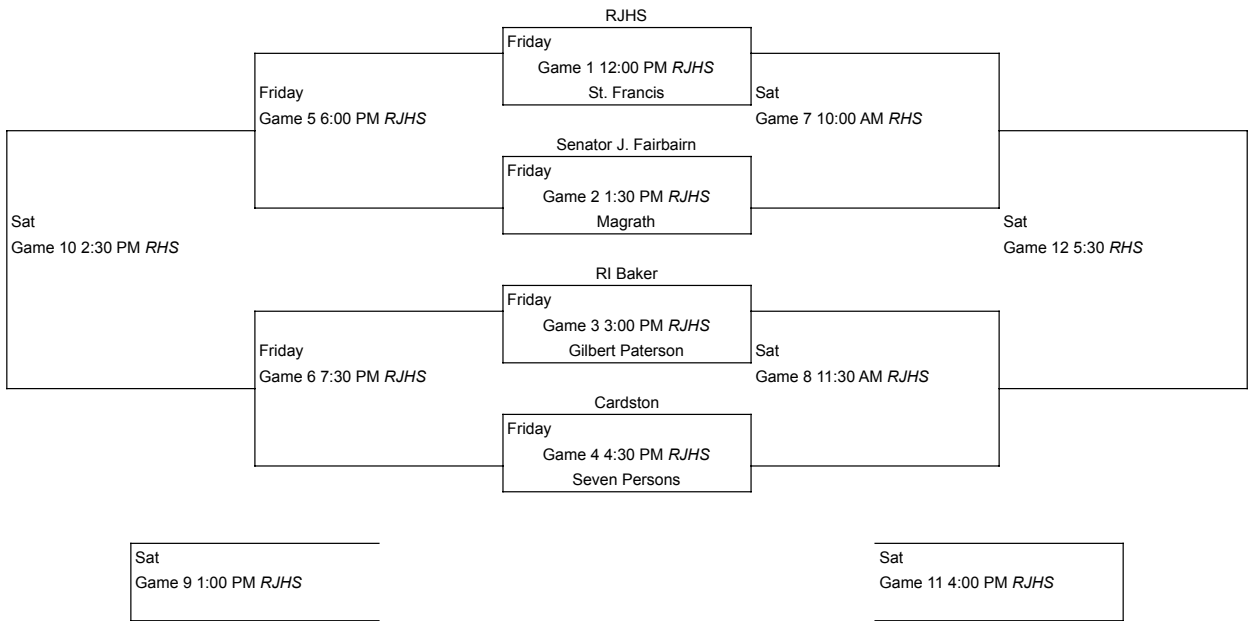 RJHS
Friday
Game 1 12:00 PM RJHS
St. Francis
Friday
Game 5 6:00 PM RJHS
Sat
Game 7 10:00 AM RHS
Senator J. Fairbairn
Friday
Game 2 1:30 PM RJHS
Magrath
Sat
Game 10 2:30 PM RHS
Sat
Game 12 5:30 RHS
RI Baker
Friday
Game 3 3:00 PM RJHS
Gilbert Paterson
Friday
Game 6 7:30 PM RJHS
Sat
Game 8 11:30 AM RJHS
Cardston
Friday
Game 4 4:30 PM RJHS
Seven Persons
Sat
Game 9 1:00 PM RJHS
Sat
Game 11 4:00 PM RJHS